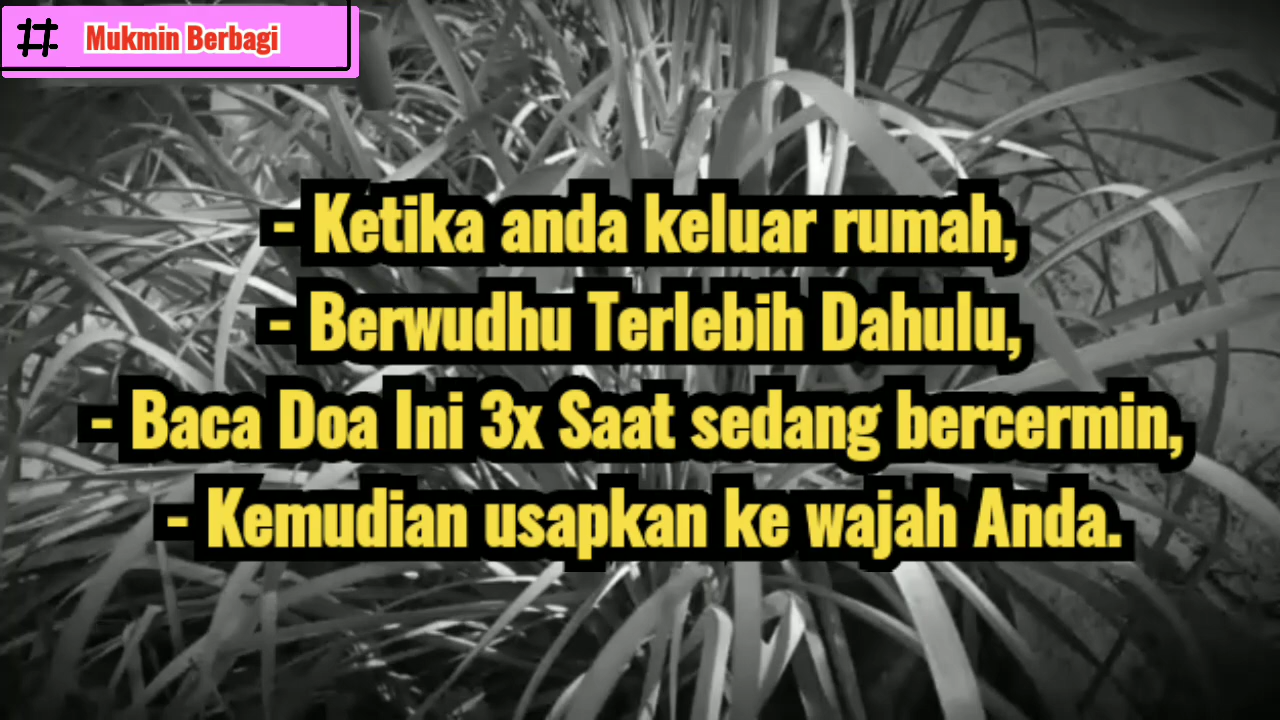 # Mukmin Berbagi
- Ketika anda keluar rumah,
- Berwudhu Terlebih Dahulu,
- Baca Doa Ini 3x Saat sedang bercermin,
- Kemudian usapkan ke wajah Anda.